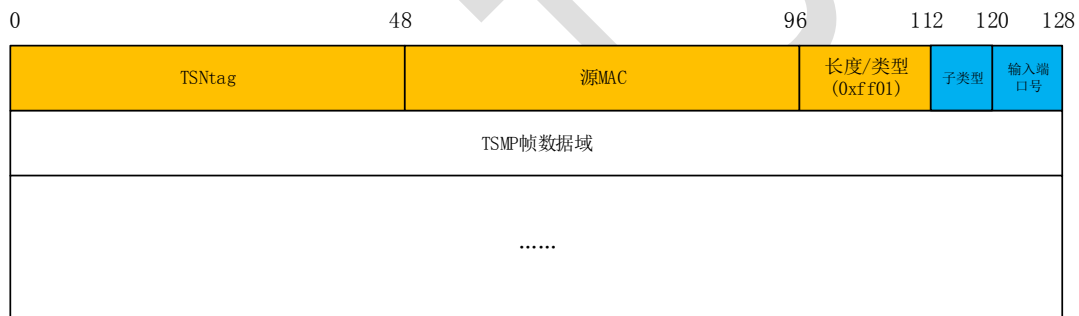 0 48 96 112 120 128
TSNtag 源MAC 长度/类型 子类型 输入端
(0xff01) 口号
TSMP帧数据域
......